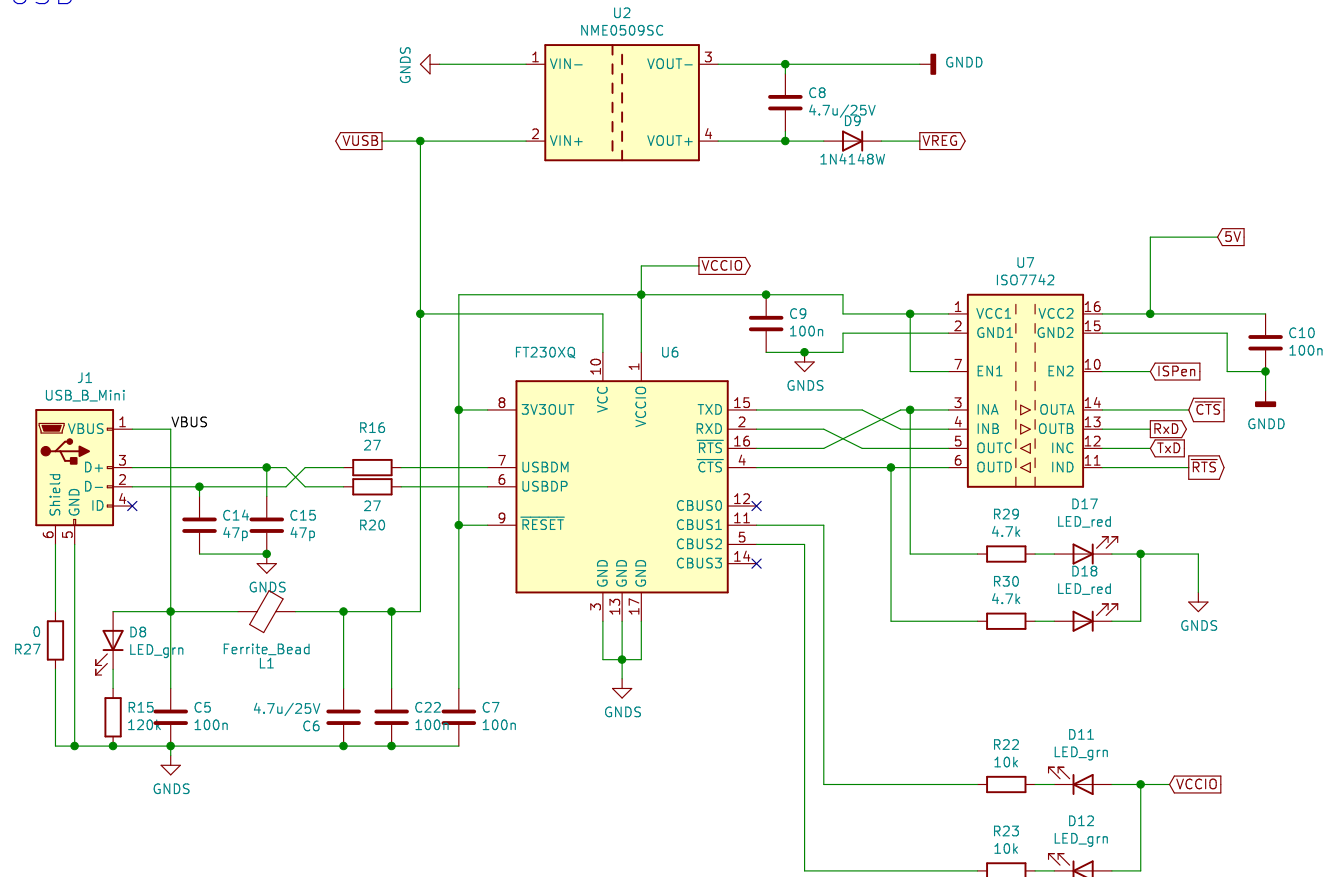 USB
U2
NME0509SC
GNDS
1
VIN-
VOUT-
3
GNDD
C8
4.7u/25V
VUSB
2
VIN+
VOUT+
4
D9
1N4148W
VREG
5V
VCCIO
U7
ISO7742
C9
100n
GNDS
1
VCC1
VCC2
16
2
GND1
GND2
15
7
EN1
EN2
10
ISPen
3
INA
OUTA
14
CTS
4
INB
OUTB
13
RxD
5
OUTC
INC
12
TxD
6
OUTD
IND
11
RTS
C10
100n
GNDD
FT230XQ
U6
10
VCC
1
VCCIO
8
3V3OUT
TXD
15
RXD
2
RTS
16
7
USBDM
CTS
4
6
USBDP
CBUS0
12
9
RESET
CBUS1
11
CBUS2
5
CBUS3
14
GND
GND
GND
3
13
17
GNDS
J1
USB_B_Mini
VBUS
1
VBUS
D+
3
D-
2
ID
4
Shield
GND
6
5
R16
27
27
R20
C14
47p
C15
47p
GNDS
0
R27
D8
LED_grn
Ferrite_Bead
L1
R15
120k
C5
100n
4.7u/25V
C6
C22
100n
C7
100n
GNDS
R29
4.7k
D17
LED_red
R30
4.7k
D18
LED_red
GNDS
R22
10k
D11
LED_grn
VCCIO
R23
10k
D12
LED_grn